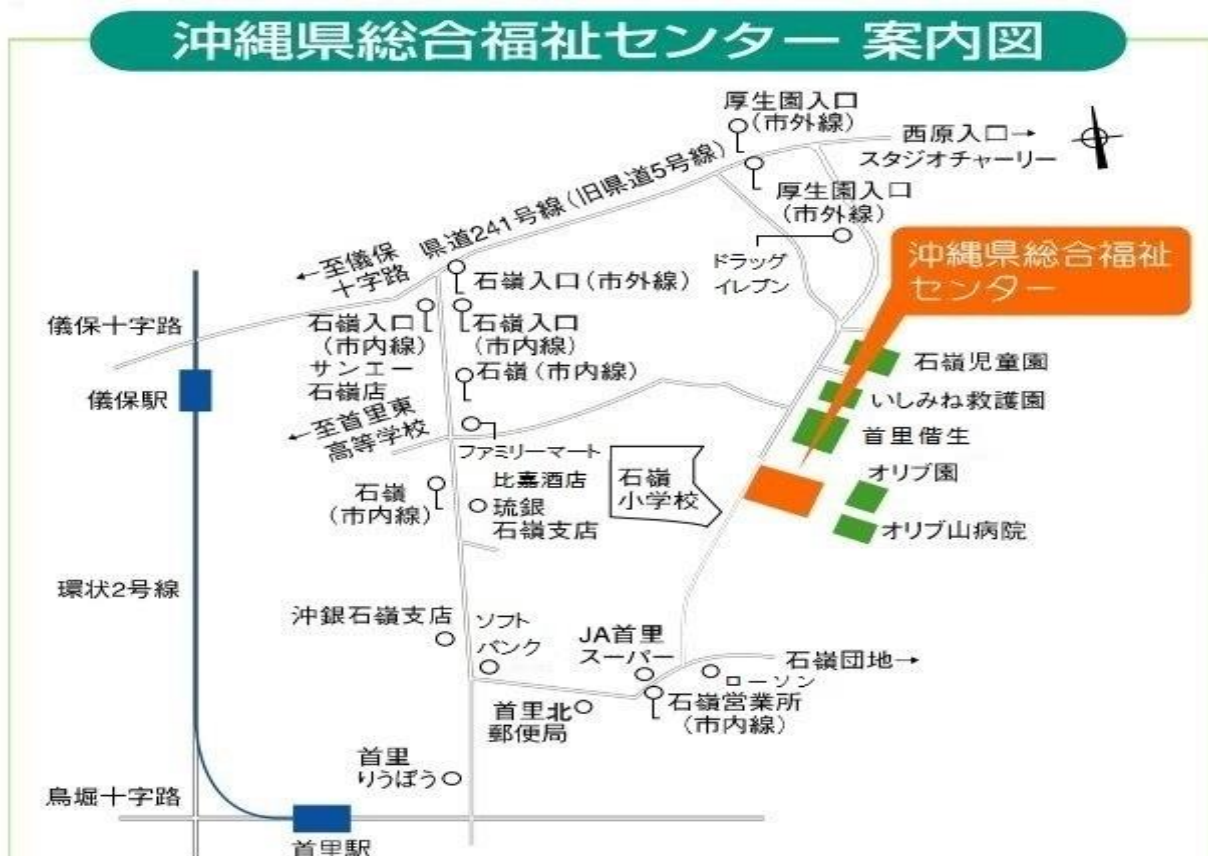 沖縄県総合福祉センター 案内図
厚生園入口
(市外線)
西原入口→
スタジオチャーリー
厚生園入口
(市外線)
県道241号線(旧県道5号線)
←至儀保
十字路
ドラッグ
イレブン
沖縄県総合福祉
センター
石嶺入口(市外線)
儀保十字路
石嶺入口
(市内線)
石嶺入口
(市内線)
サンエー
石嶺店
石嶺(市内線)
石嶺児童園
儀保駅
いしみね救護園
←至首里東
高等学校
首里偕生
ファミリーマート
比嘉酒店
石嶺
小学校
オリブ園
石嶺
(市内線)
琉銀
石嶺支店
オリブ山病院
環状2号線
沖銀石嶺支店
ソフト
バンク
JA首里
スーパー
石嶺団地→
ローソン
首里北
郵便局
石嶺営業所
(市内線)
首里
りうぼう
鳥堀十字路
首里駅